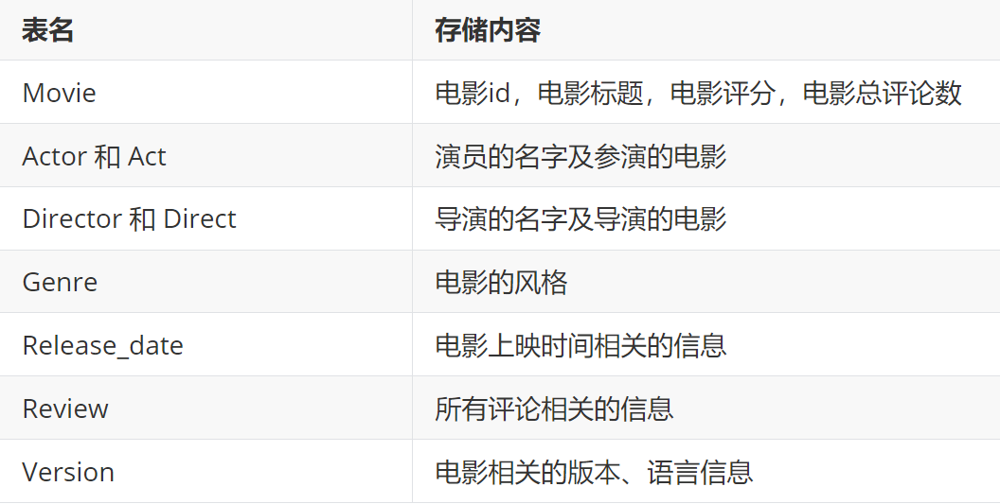 表名 存储内容
Movie 电影id，电影标题，电影评分，电影总评论数
Actor 和 Act 演员的名字及参演的电影
Director 和 Direct 导演的名字及导演的电影
Genre 电影的风格
Release_date 电影上映时间相关的信息
Review 所有评论相关的信息
Version 电影相关的版本、语言信息